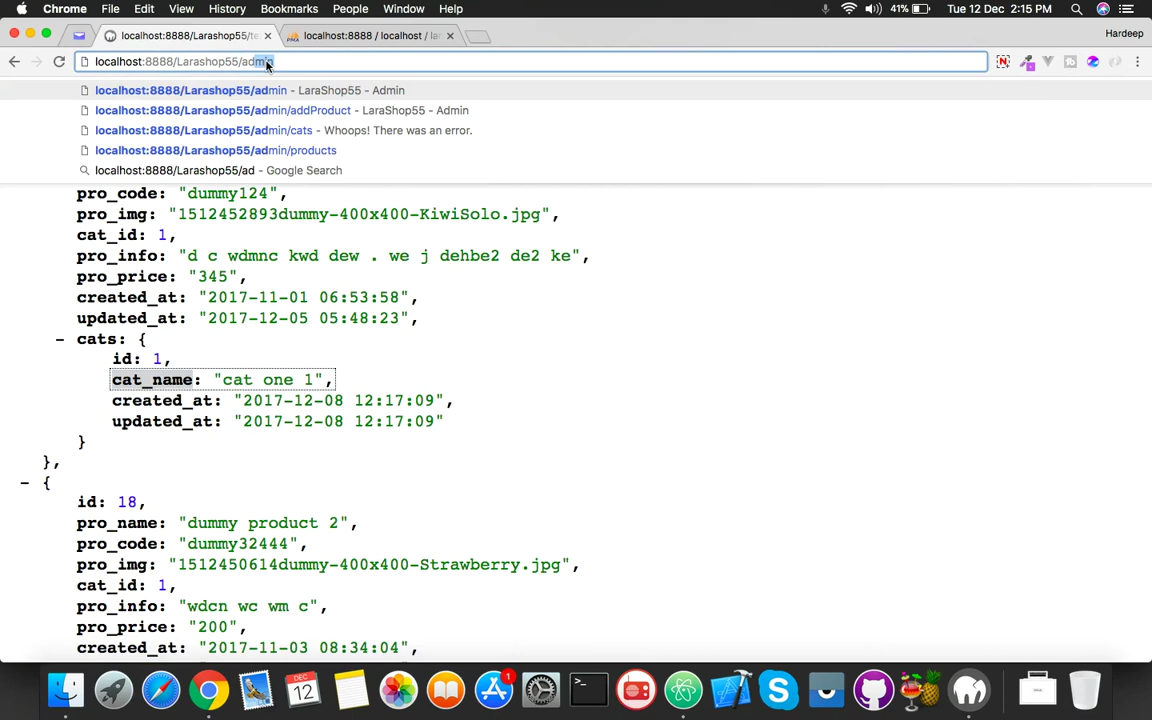 Chrome File Edit View History Bookmarks People Window Help 41% Tue 12 Dec 2:15 PM
localhost:8888/Larashop55/te localhost:8888 / localhost / lar Hardeep
localhost:8888/Larashop55/admin
localhost:8888/Larashop55/admin - LaraShop55 - Admin
localhost:8888/Larashop55/admin/addProduct - LaraShop55 - Admin
localhost:8888/Larashop55/admin/cats - Whoops! There was an error.
localhost:8888/Larashop55/admin/products
localhost:8888/Larashop55/ad - Google Search
pro_code: "dummy124",
pro_img: "1512452893dummy-400x400-KiwiSolo.jpg",
cat_id: 1,
pro_info: "d c wdmnc kwd dew . we j dehbe2 de2 ke",
pro_price: "345",
created_at: "2017-11-01 06:53:58",
updated_at: "2017-12-05 05:48:23",
- cats: {
id: 1,
cat_name: "cat one 1",
created_at: "2017-12-08 12:17:09",
updated_at: "2017-12-08 12:17:09"
}
},
- {
id: 18,
pro_name: "dummy product 2",
pro_code: "dummy32444",
pro_img: "1512450614dummy-400x400-Strawberry.jpg",
cat_id: 1,
pro_info: "wdcn wc wm c",
pro_price: "200",
created_at: "2017-11-03 08:34:04",